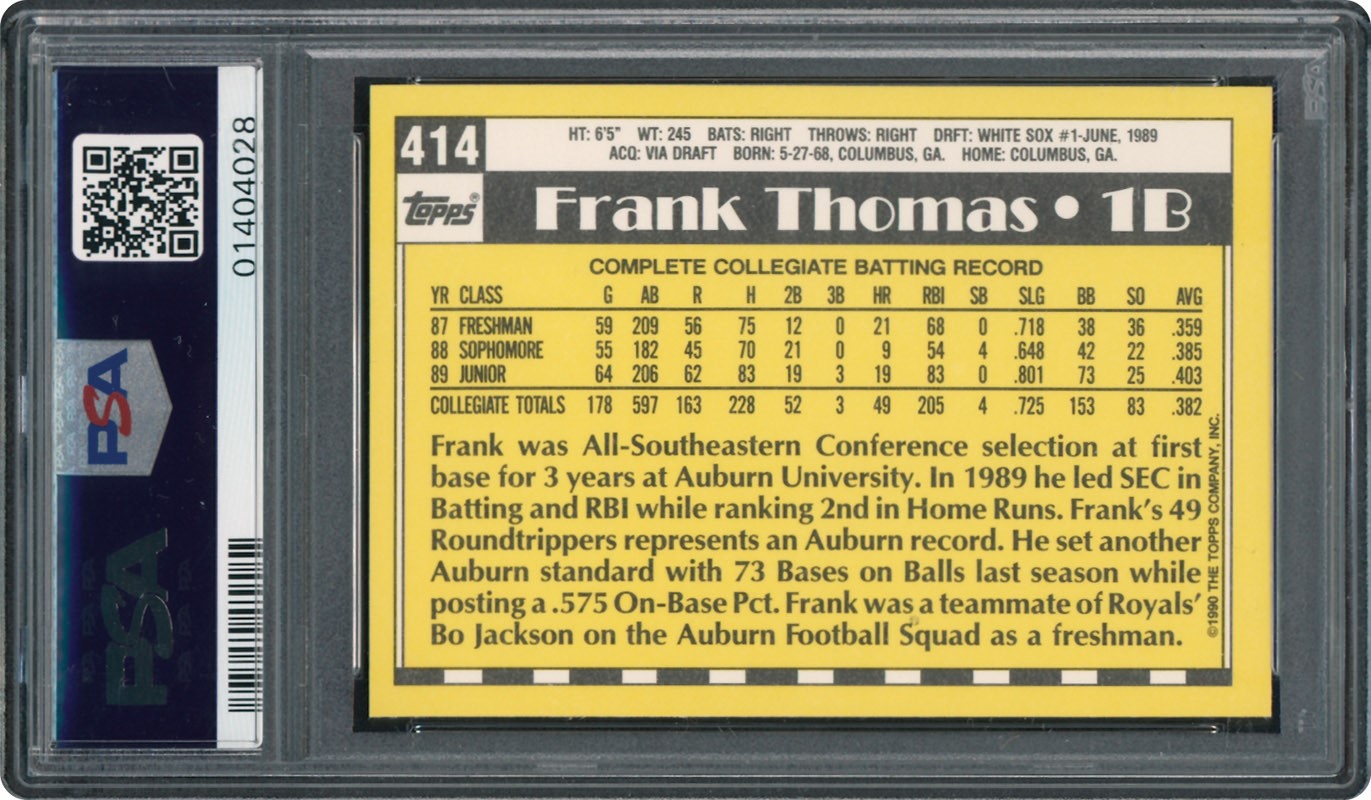 PSA
01404028
PSA
PSA
414
HT: 6'5" WT: 245 BATS: RIGHT THROWS: RIGHT DRFT: WHITE SOX #1-JUNE, 1989
ACQ: VIA DRAFT BORN: 5-27-68, COLUMBUS, GA. HOME: COLUMBUS, GA.
topps®
Frank Thomas • 1B
COMPLETE COLLEGIATE BATTING RECORD
YR CLASS G AB R H 2B 3B HR RBI SB SLG BB SO AVG
87 FRESHMAN 59 209 56 75 12 0 21 68 0 .718 38 36 .359
88 SOPHOMORE 55 182 45 70 21 0 9 54 4 .648 42 22 .385
89 JUNIOR 64 206 62 83 19 3 19 83 0 .801 73 25 .403
COLLEGIATE TOTALS 178 597 163 228 52 3 49 205 4 .725 153 83 .382
Frank was All-Southeastern Conference selection at first
base for 3 years at Auburn University. In 1989 he led SEC in
Batting and RBI while ranking 2nd in Home Runs. Frank's 49
Roundtrippers represents an Auburn record. He set another
Auburn standard with 73 Bases on Balls last season while
posting a .575 On-Base Pct. Frank was a teammate of Royals'
Bo Jackson on the Auburn Football Squad as a freshman.
©1990 THE TOPPS COMPANY, INC.